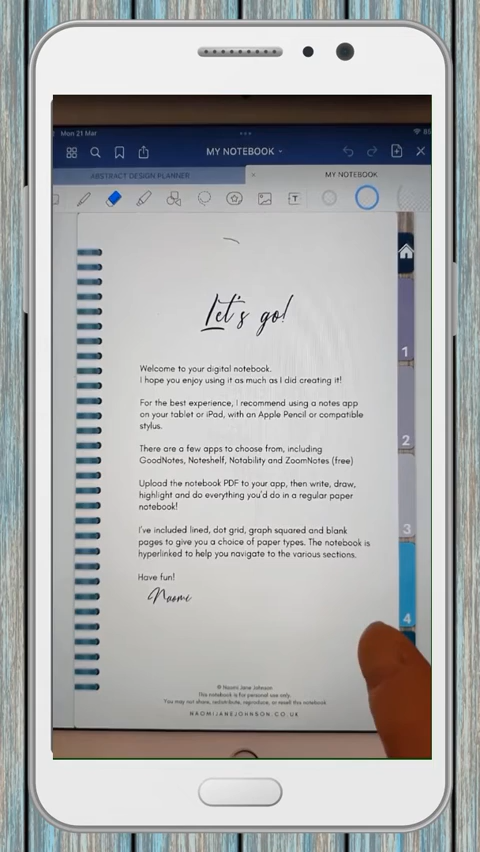 Mon 21 Mar
MY NOTEBOOK
ABSTRACT DESIGN PLANNER
MY NOTEBOOK
T
Let's go!
Welcome to your digital notebook.
I hope you enjoy using it as much as I did creating it!
For the best experience, I recommend using a notes app
on your tablet or iPad, with an Apple Pencil or compatible
stylus.
There are a few apps to choose from, including
GoodNotes, Noteshelf, Notability and ZoomNotes (free)
Upload the notebook PDF to your app, then write, draw,
highlight and do everything you'd do in a regular paper
notebook!
I've included lined, dot grid, graph squared and blank
pages to give you a choice of paper types. The notebook is
hyperlinked to help you navigate to the various sections.
Have fun!
Naomi
© Naomi Jane Johnson
This notebook is for personal use only.
You may not share, redistribute, reproduce, or resell this notebook
NAOMIJANEJOHNSON.CO.UK
1
2
3
4